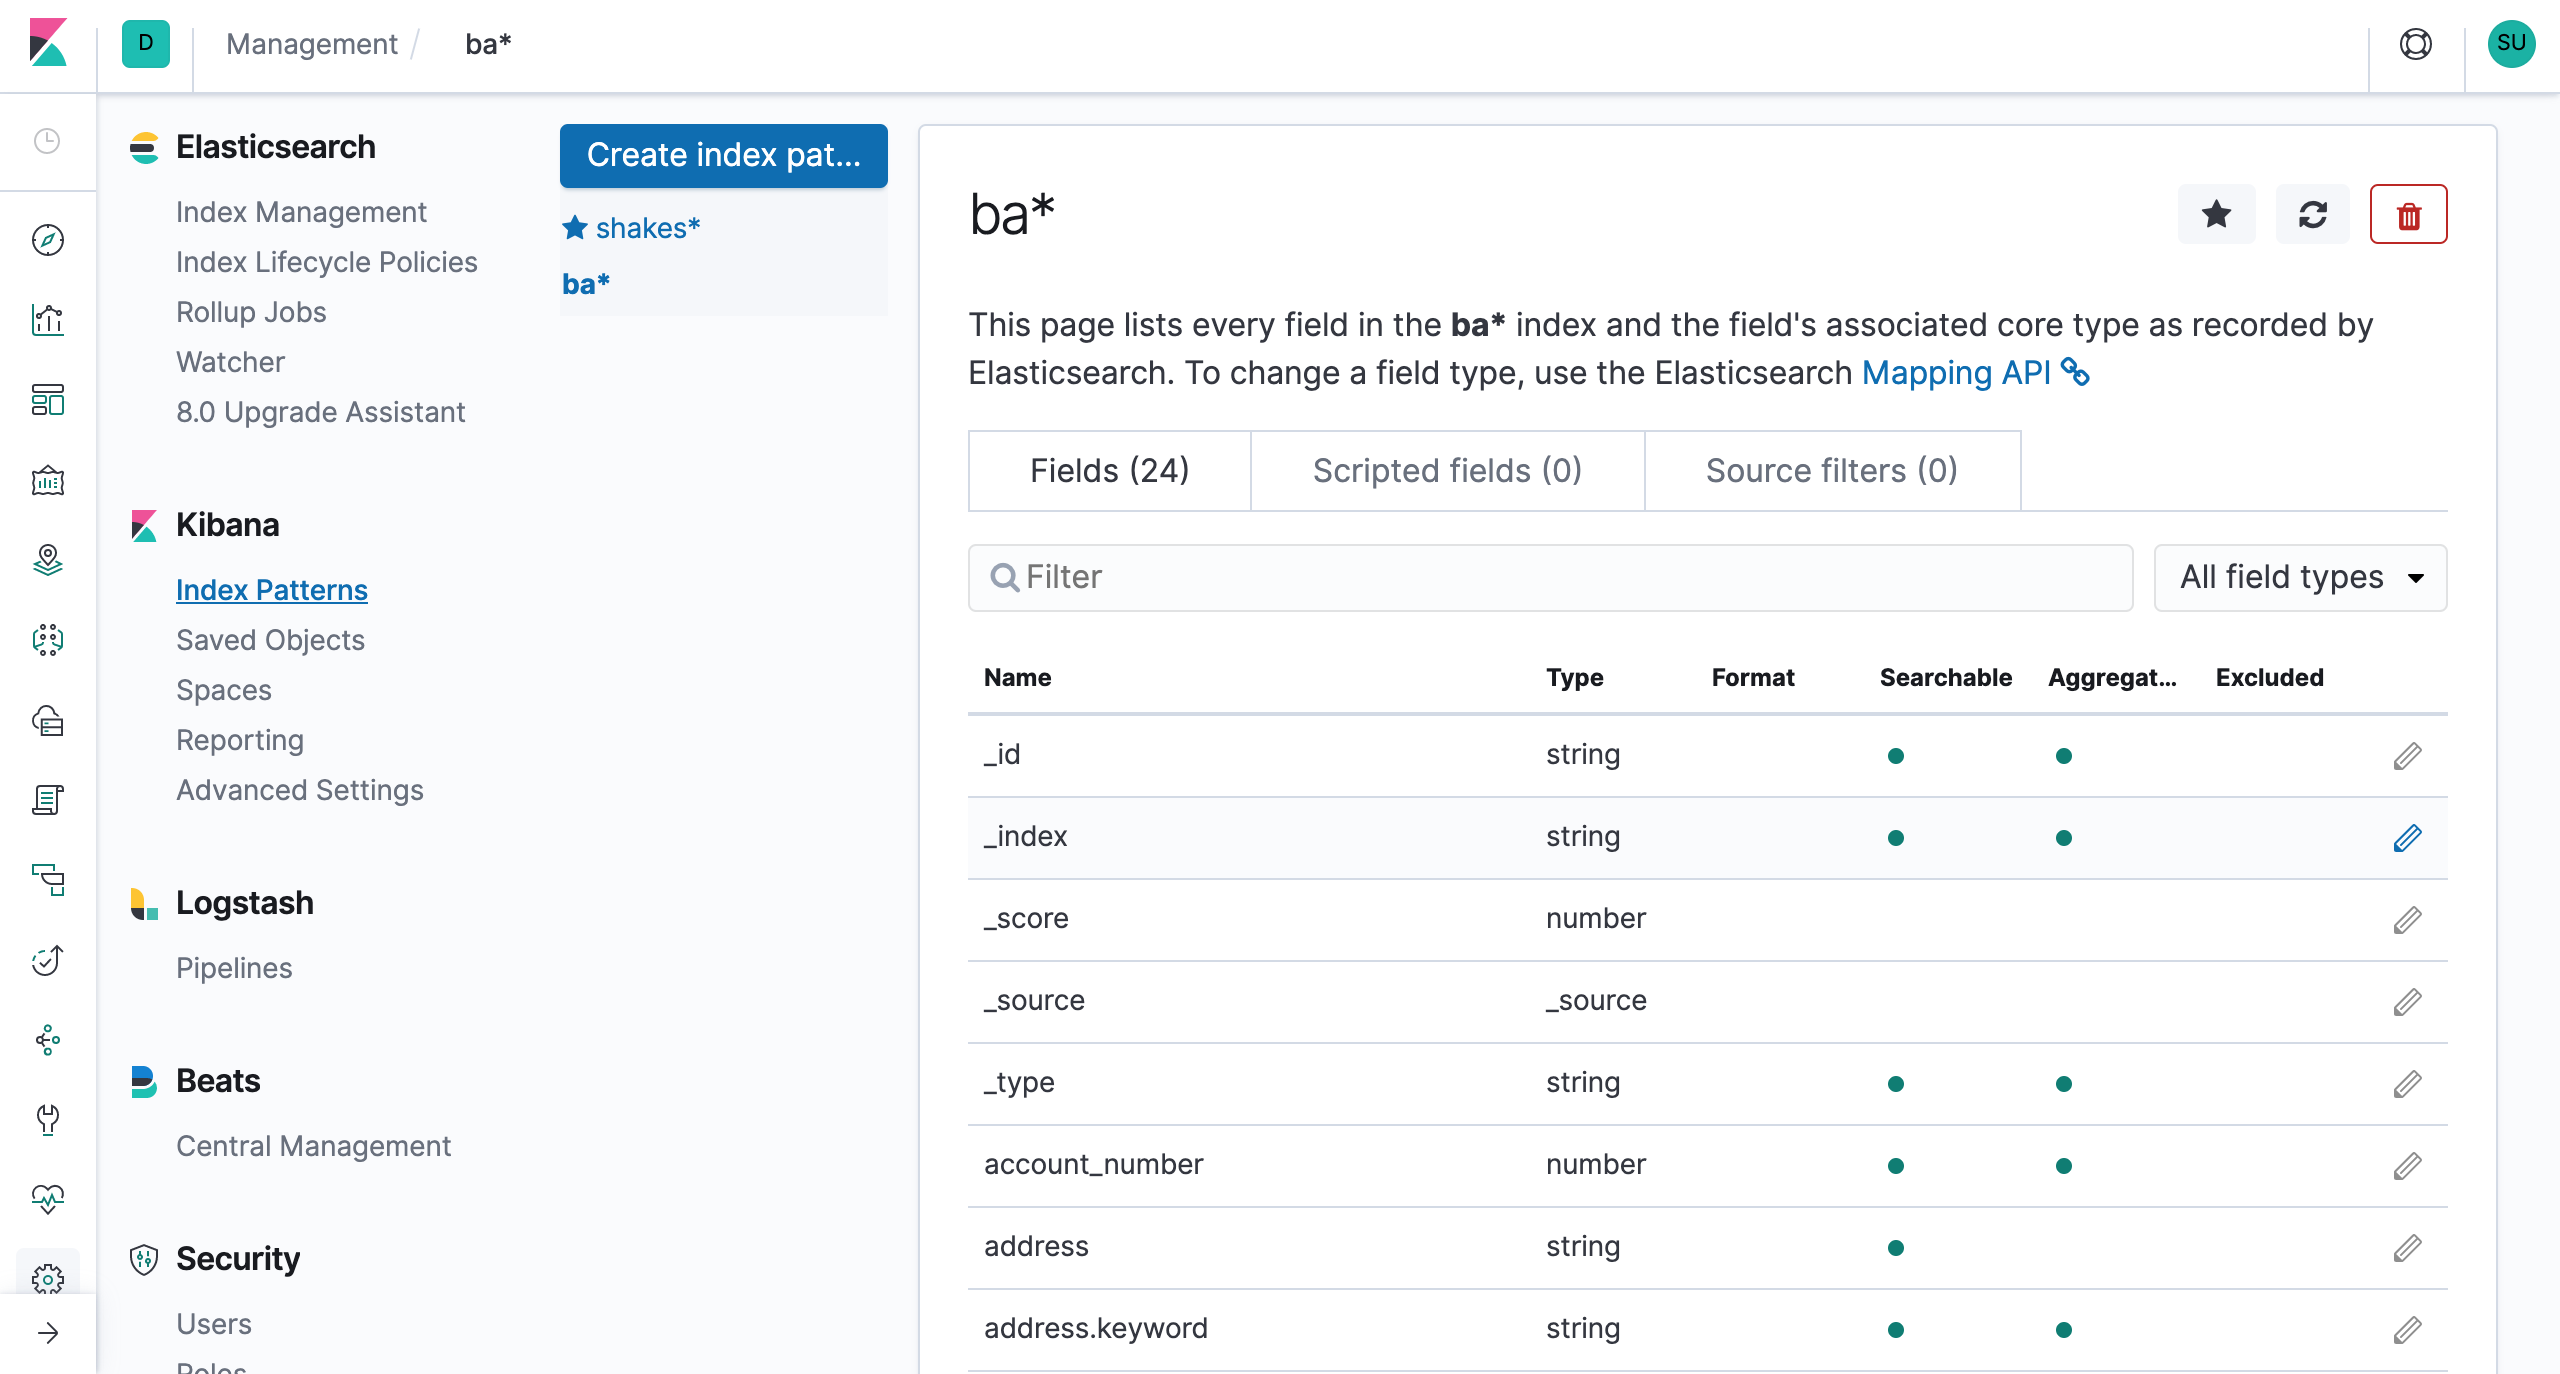 D
Management / ba*
SU
Elasticsearch
Index Management
Index Lifecycle Policies
Rollup Jobs
Watcher
8.0 Upgrade Assistant
Kibana
Index Patterns
Saved Objects
Spaces
Reporting
Advanced Settings
Logstash
Pipelines
Beats
Central Management
Security
Users
Roles
Create index pat...
shakes*
ba*
ba*
This page lists every field in the ba* index and the field's associated core type as recorded by
Elasticsearch. To change a field type, use the Elasticsearch Mapping API
Fields (24) Scripted fields (0) Source filters (0)
Filter All field types
Name Type Format Searchable Aggregat... Excluded
_id string
_index string
_score number
_source _source
_type string
account_number number
address string
address.keyword string